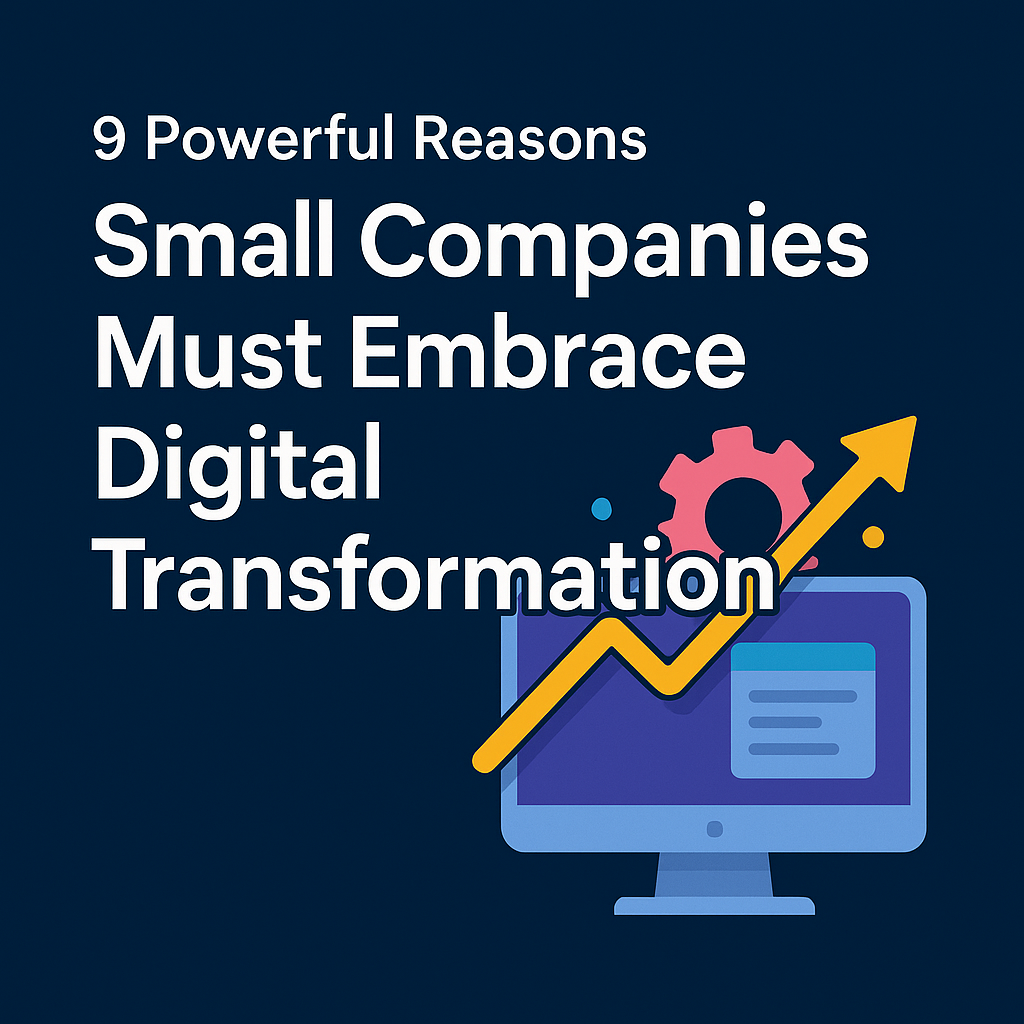 9 Powerful Reasons
Small Companies
Must Embrace
Digital
Transformation